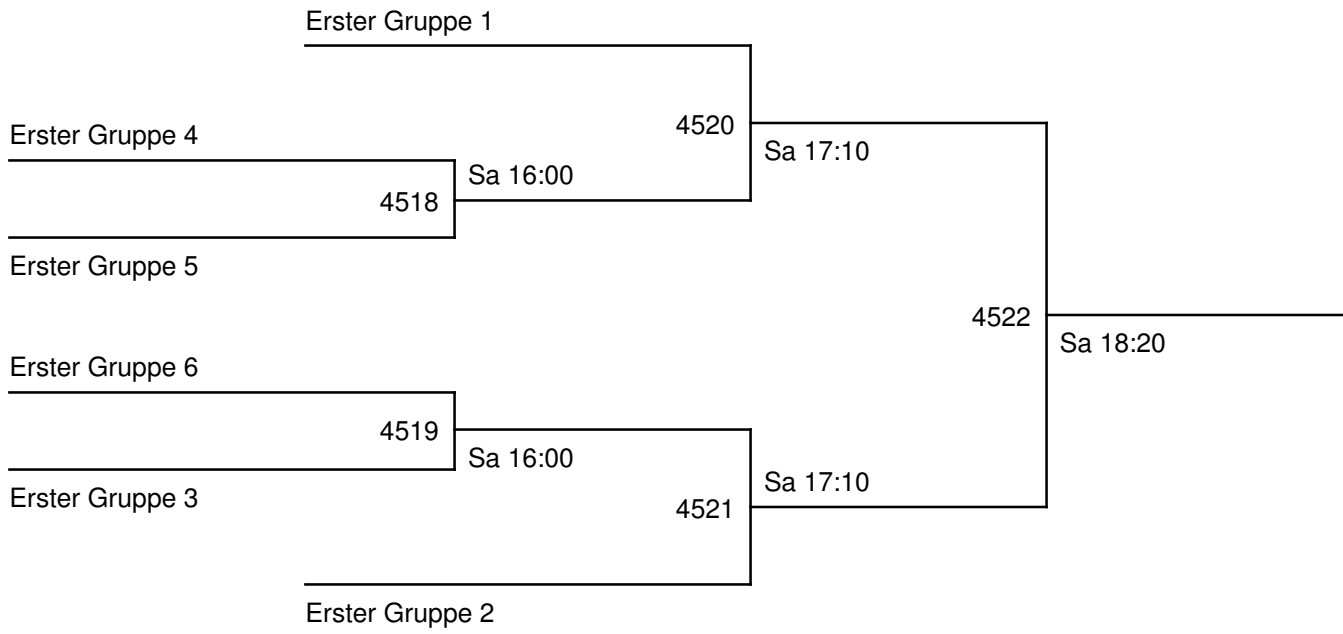 Erster Gruppe 1
4520
Erster Gruppe 4
Sa 17:10
Sa 16:00
4518
Erster Gruppe 5
4522
Sa 18:20
Erster Gruppe 6
4519
Sa 16:00
Sa 17:10
Erster Gruppe 3
4521
Erster Gruppe 2